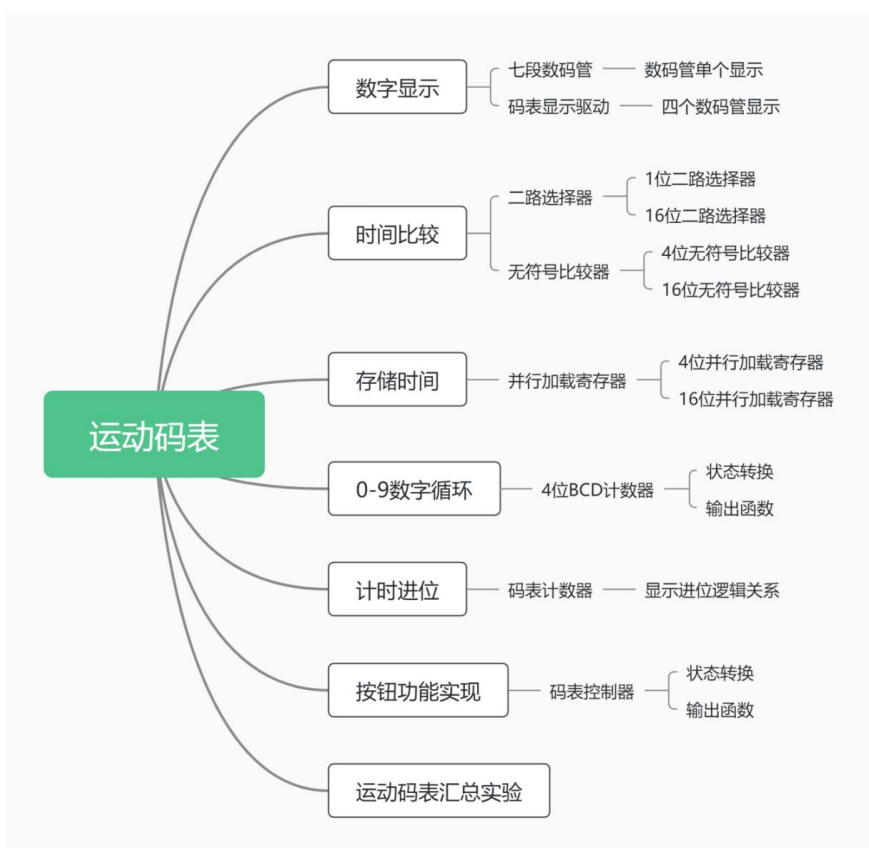 数字显示
七段数码管
数码管单个显示
码表显示驱动
四个数码管显示
时间比较
二路选择器
1位二路选择器
16位二路选择器
无符号比较器
4位无符号比较器
16位无符号比较器
存储时间
并行加载寄存器
4位并行加载寄存器
16位并行加载寄存器
运动码表
0-9数字循环
4位BCD计数器
状态转换
输出函数
计时进位
码表计数器
显示进位逻辑关系
按钮功能实现
码表控制器
状态转换
输出函数
运动码表汇总实验